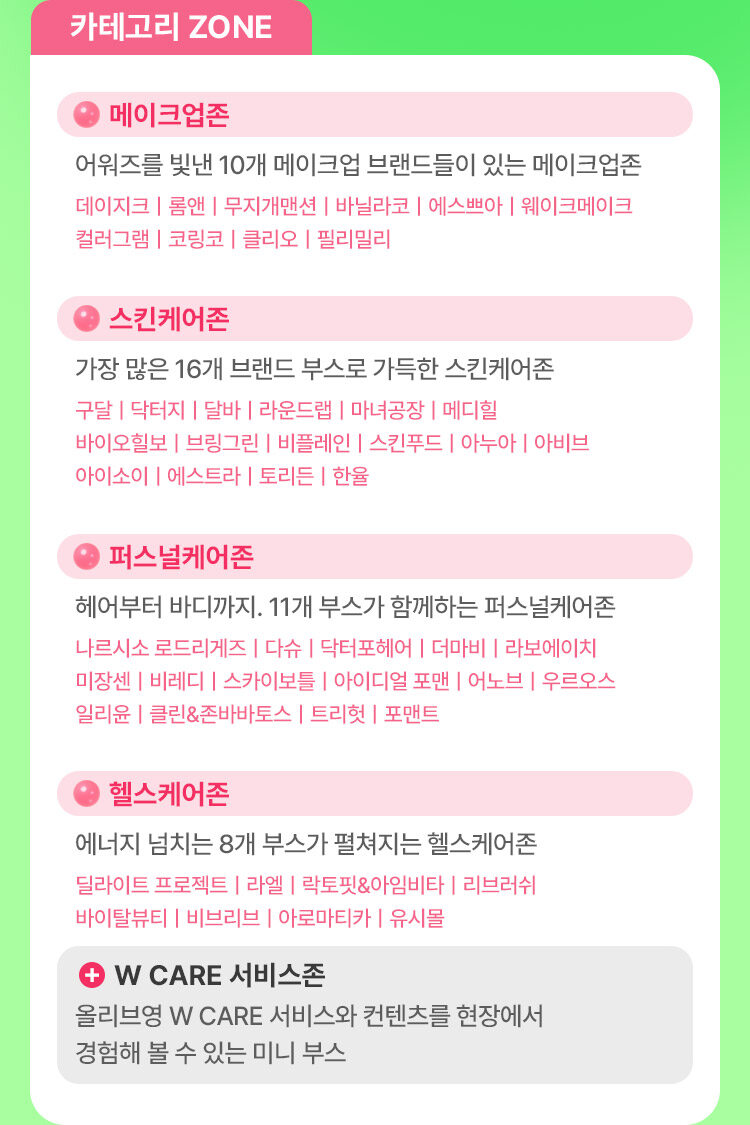 카테고리 ZONE
메이크업존
어워즈를 빛낸 10개 메이크업 브랜드들이 있는 메이크업존
데이지크 | 롬앤 | 무지개맨션 | 바닐라코 | 에스쁘아 | 웨이크메이크
컬러그램 | 코링코 | 클리오 | 필리밀리
스킨케어존
가장 많은 16개 브랜드 부스로 가득한 스킨케어존
구달 | 닥터지 | 달바 | 라운드랩 | 마녀공장 | 메디힐
바이오힐보 | 브링그린 | 비플레인 | 스킨푸드 | 아누아 | 아비브
아이소이 | 에스트라 | 토리든 | 한율
퍼스널케어존
헤어부터 바디까지. 11개 부스가 함께하는 퍼스널케어존
나르시소 로드리게즈 | 다슈 | 닥터포헤어 | 더마비 | 라보에이치
미장센 | 비레디 | 스카이보틀 | 아이디얼 포맨 | 어노브 | 우르오스
일리윤 | 클린&존바바토스 | 트리헛 | 포맨트
헬스케어존
에너지 넘치는 8개 부스가 펼쳐지는 헬스케어존
딜라이트 프로젝트 | 라엘 | 락토핏&아임비타 | 리브러쉬
바이탈뷰티 | 비브리브 | 아로마티카 | 유시몰
W CARE 서비스존
올리브영 W CARE 서비스와 컨텐츠를 현장에서
경험해 볼 수 있는 미니 부스